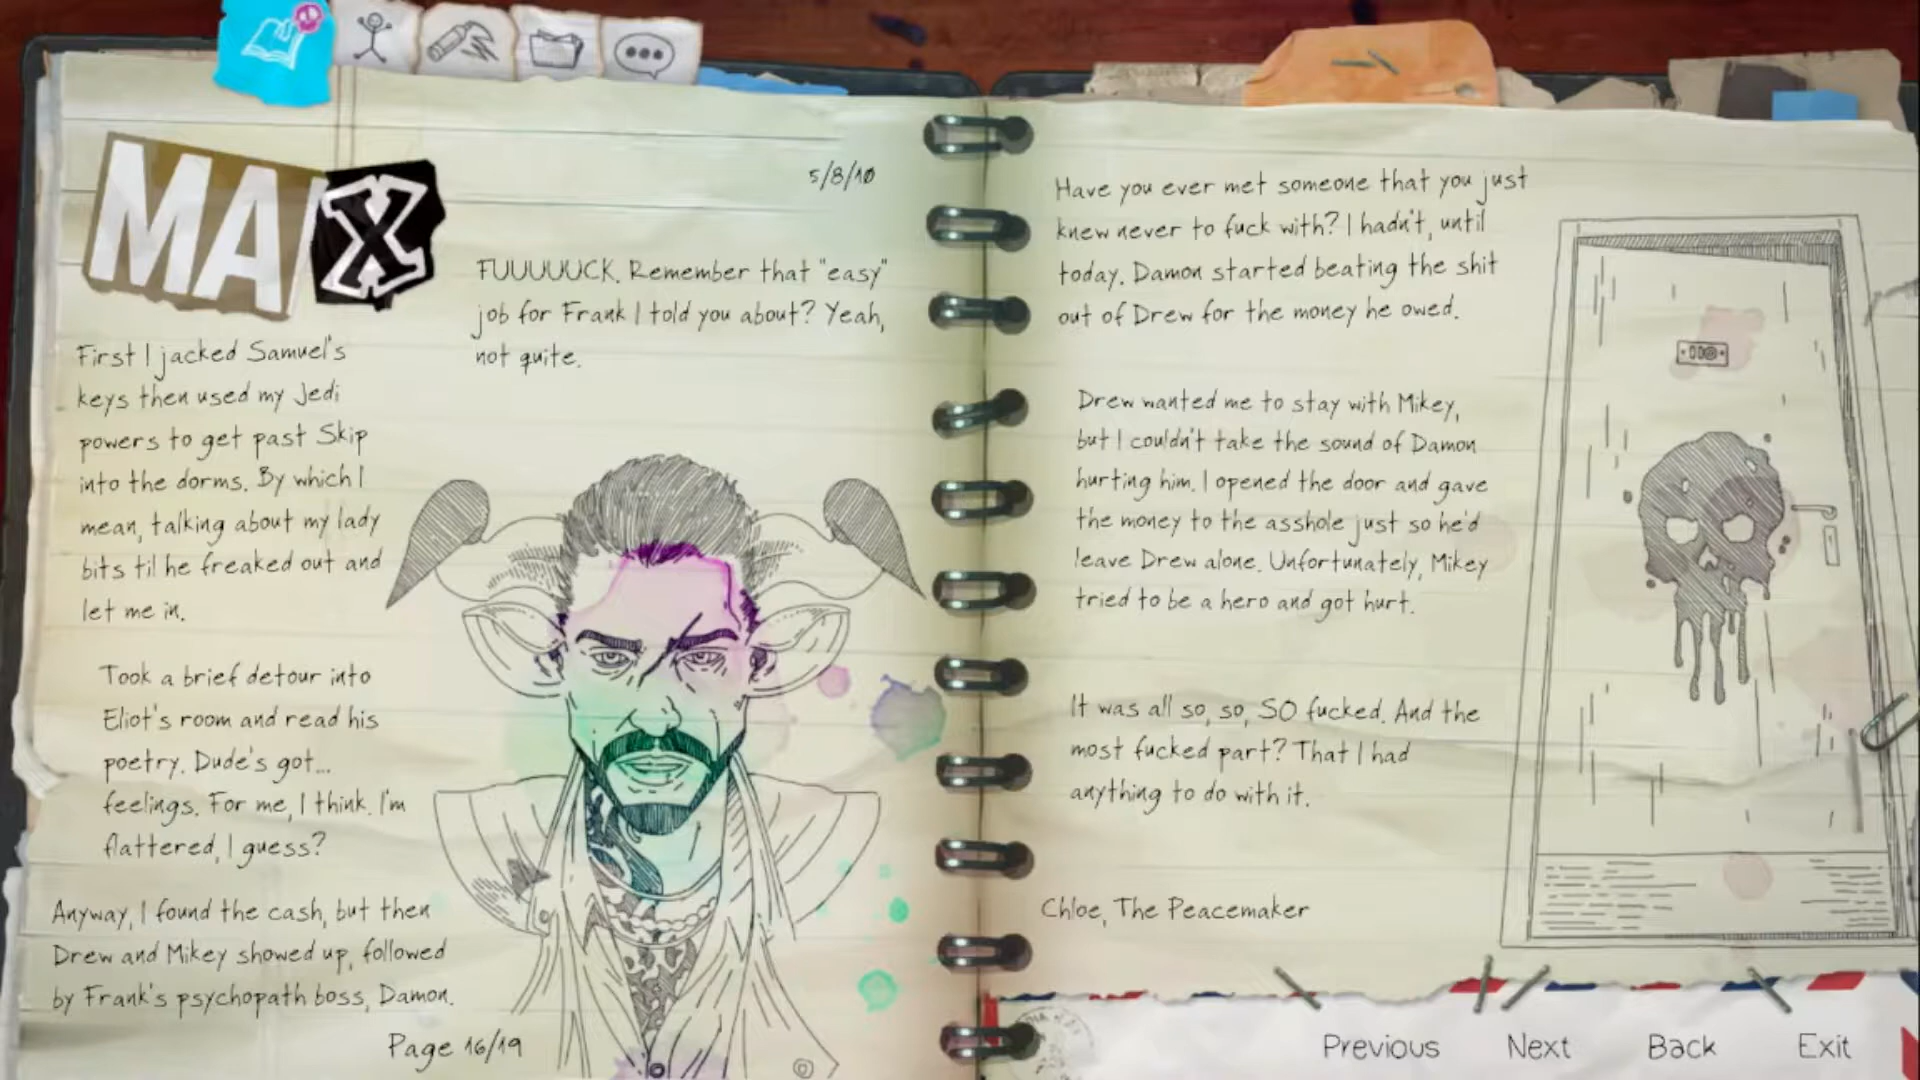 MAX
5/8/10
FUUUUUCK. Remember that "easy"
job for Frank I told you about? Yeah,
not quite.
First I jacked Samuel's
keys then used my Jedi
powers to get past Skip
into the dorms. By which I
mean, talking about my lady
bits til he freaked out and
let me in.
Took a brief detour into
Eliot's room and read his
poetry. Dude's got...
feelings. For me, I think. I'm
flattered, I guess?
Anyway, I found the cash, but then
Drew and Mikey showed up, followed
by Frank's psychopath boss, Damon.
Page 16/19
Have you ever met someone that you just
knew never to fuck with? I hadn't, until
today. Damon started beating the shit
out of Drew for the money he owed.
Drew wanted me to stay with Mikey,
but I couldn't take the sound of Damon
hurting him. I opened the door and gave
the money to the asshole just so he'd
leave Drew alone. Unfortunately, Mikey
tried to be a hero and got hurt.
It was all so, so, SO fucked. And the
most fucked part? That I had
anything to do with it.
Chloe, The Peacemaker
Previous Next Back Exit